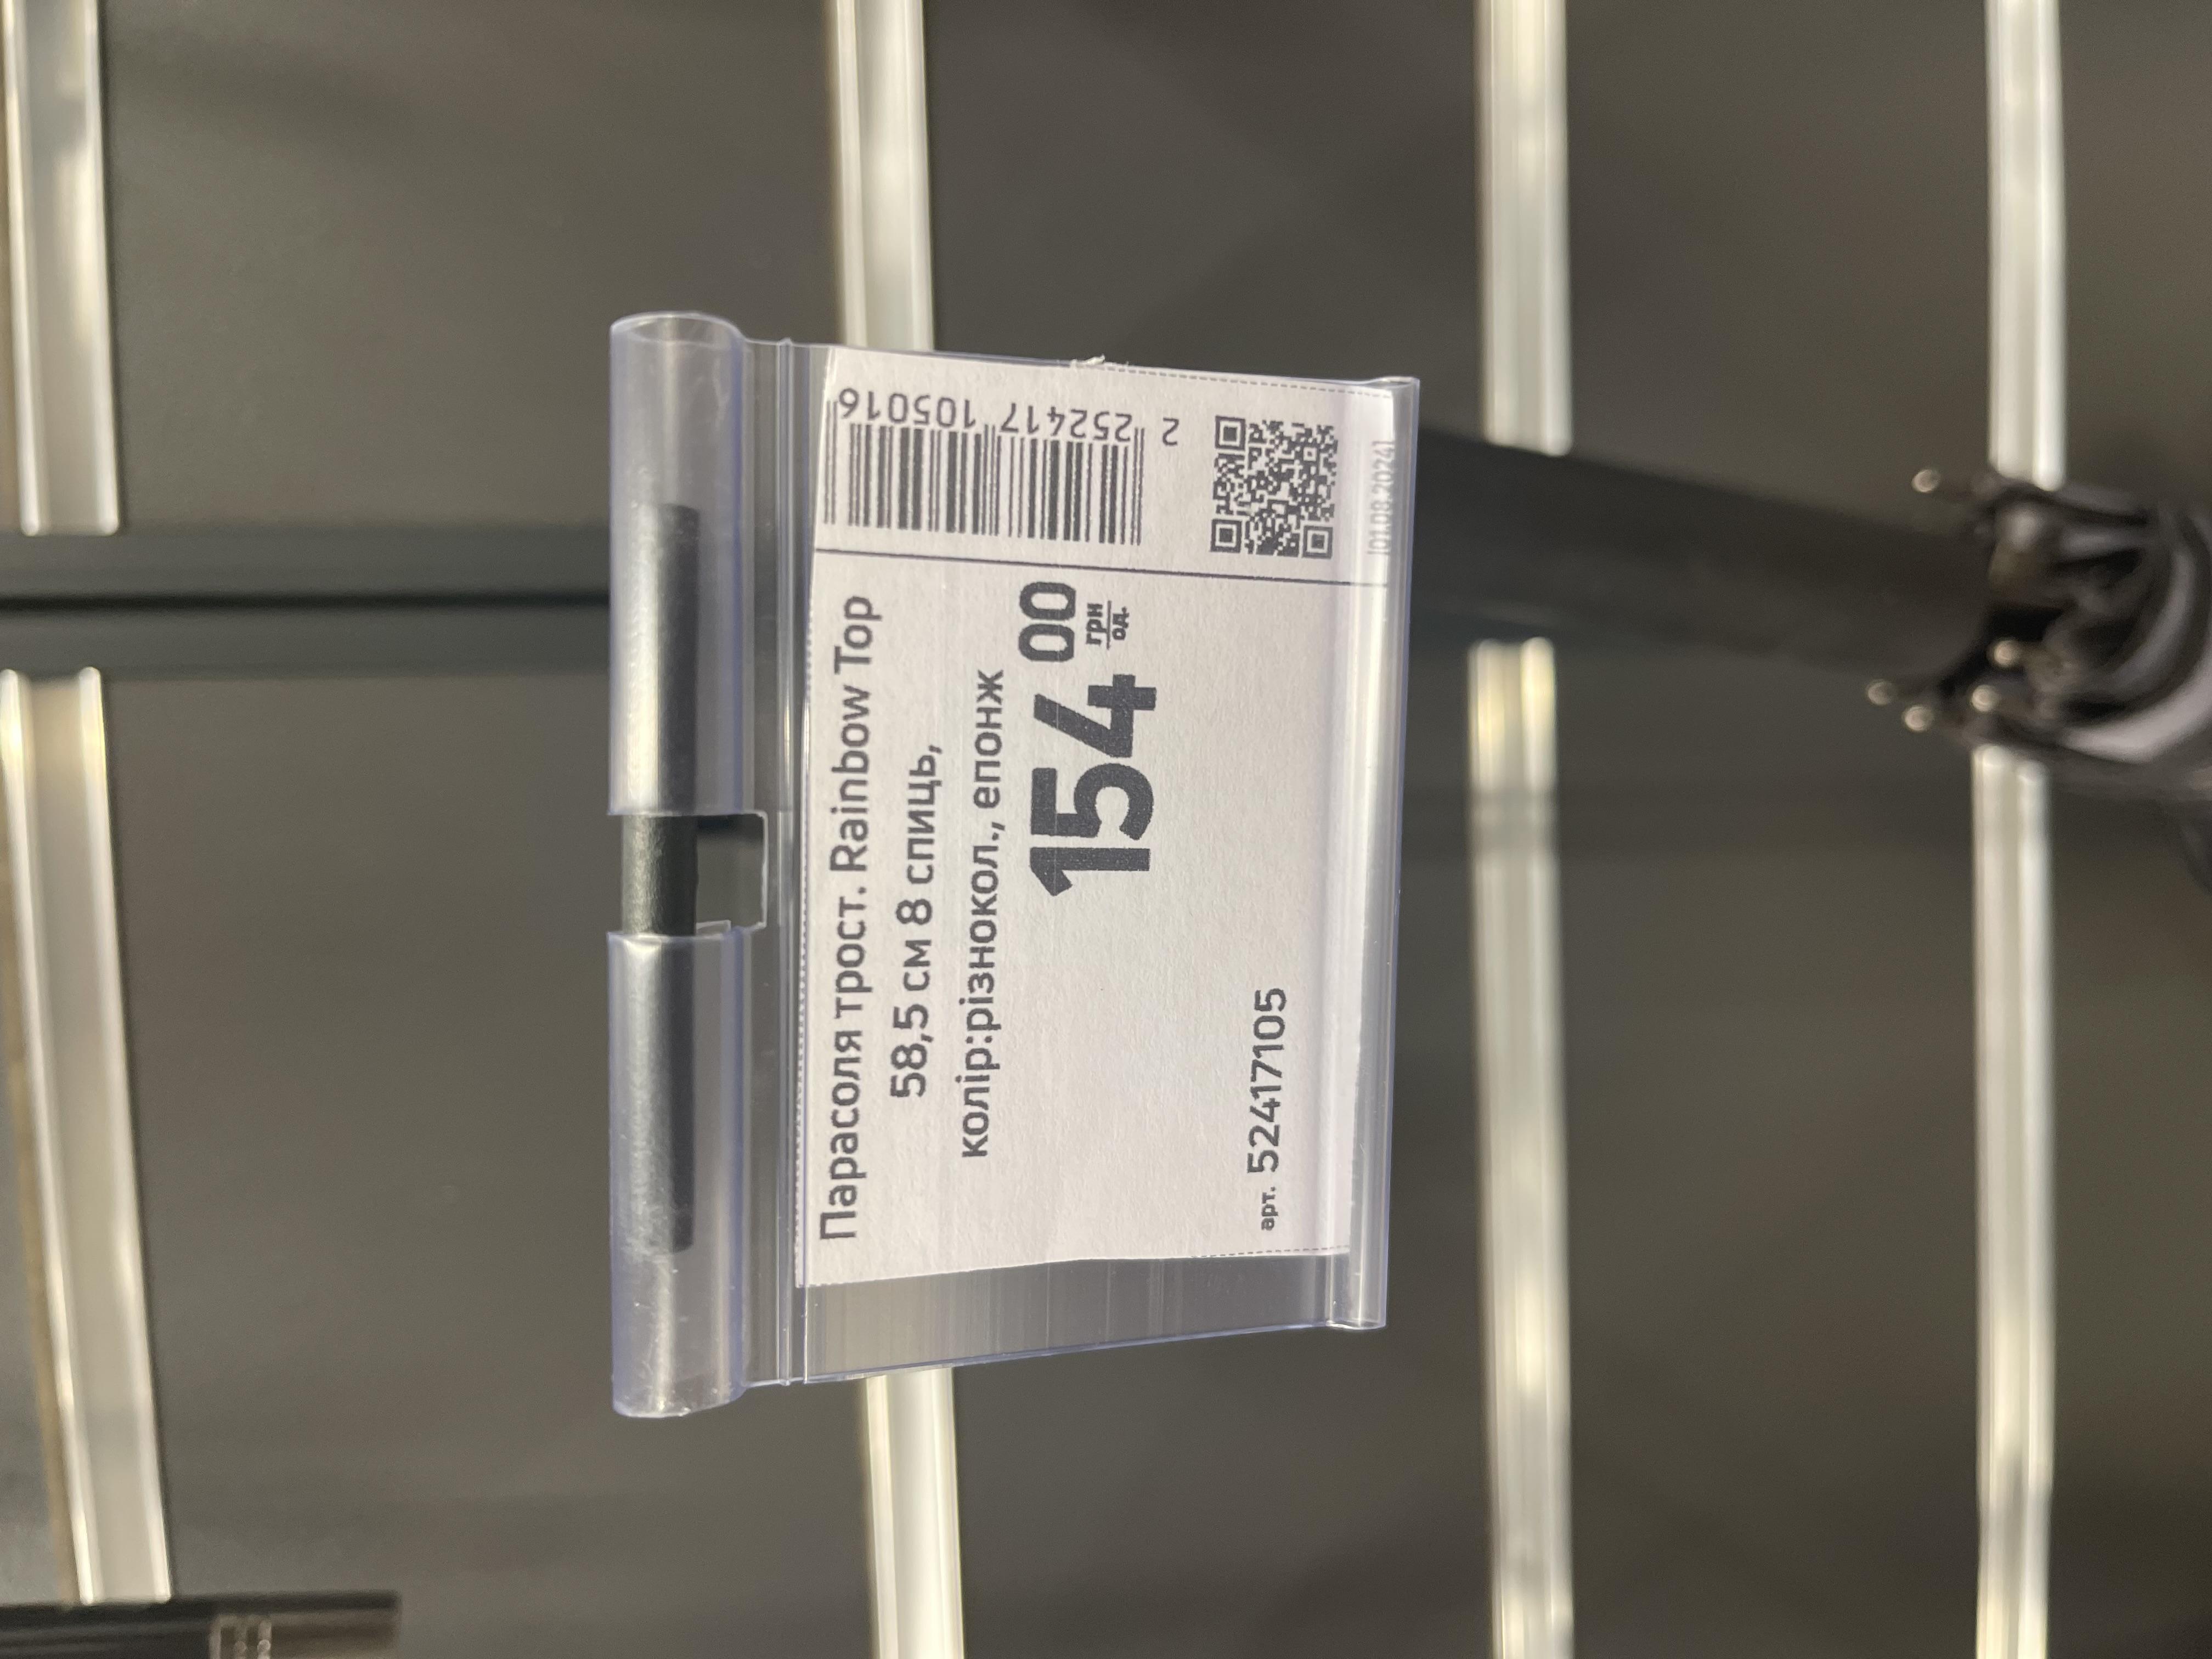 Парасоля трост. Rainbow Top
58,5 см 8 спиць,
колір:різнокол., епонж
154 00
грн
од.
арт. 52417105
2 252417 105016
[01.08.2024]